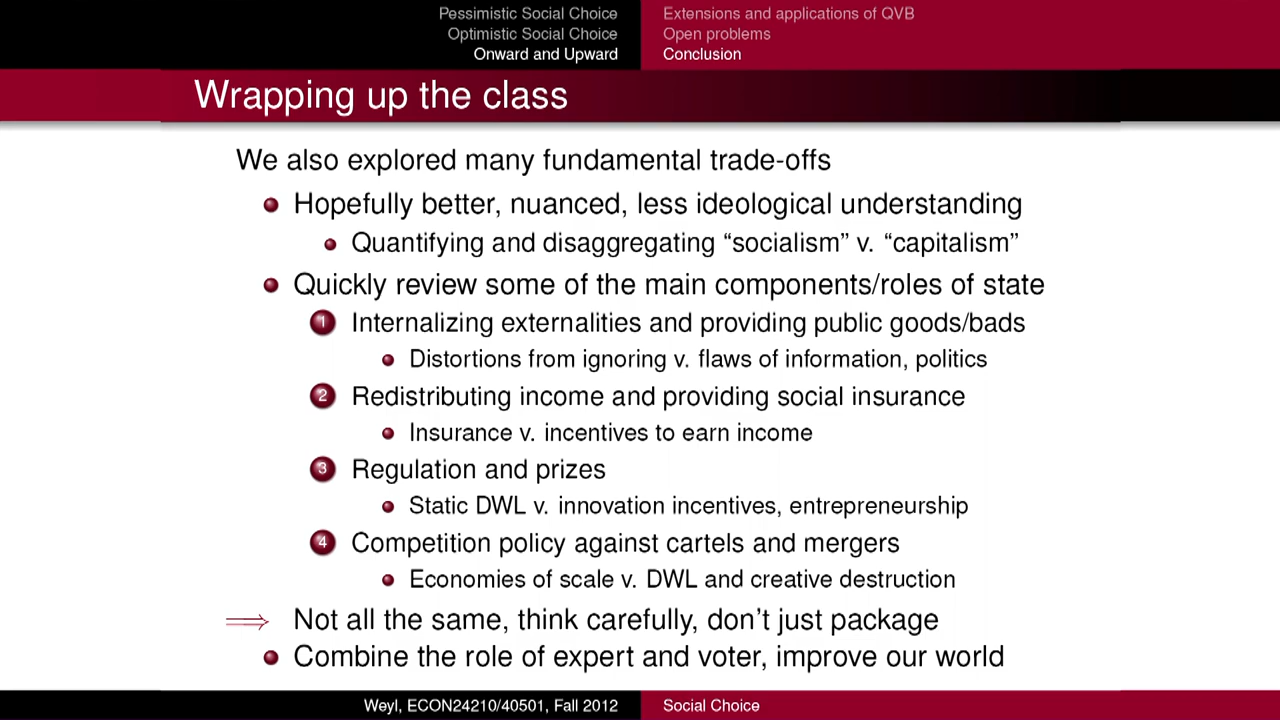 Pessimistic Social Choice
Optimistic Social Choice
Onward and Upward
Extensions and applications of QVB
Open problems
Conclusion
Wrapping up the class
We also explored many fundamental trade-offs
Hopefully better, nuanced, less ideological understanding
Quantifying and disaggregating “socialism” v. “capitalism”
Quickly review some of the main components/roles of state
1 Internalizing externalities and providing public goods/bads
Distortions from ignoring v. flaws of information, politics
2 Redistributing income and providing social insurance
Insurance v. incentives to earn income
3 Regulation and prizes
Static DWL v. innovation incentives, entrepreneurship
4 Competition policy against cartels and mergers
Economies of scale v. DWL and creative destruction
⟹ Not all the same, think carefully, don’t just package
Combine the role of expert and voter, improve our world
Weyl, ECON24210/40501, Fall 2012
Social Choice